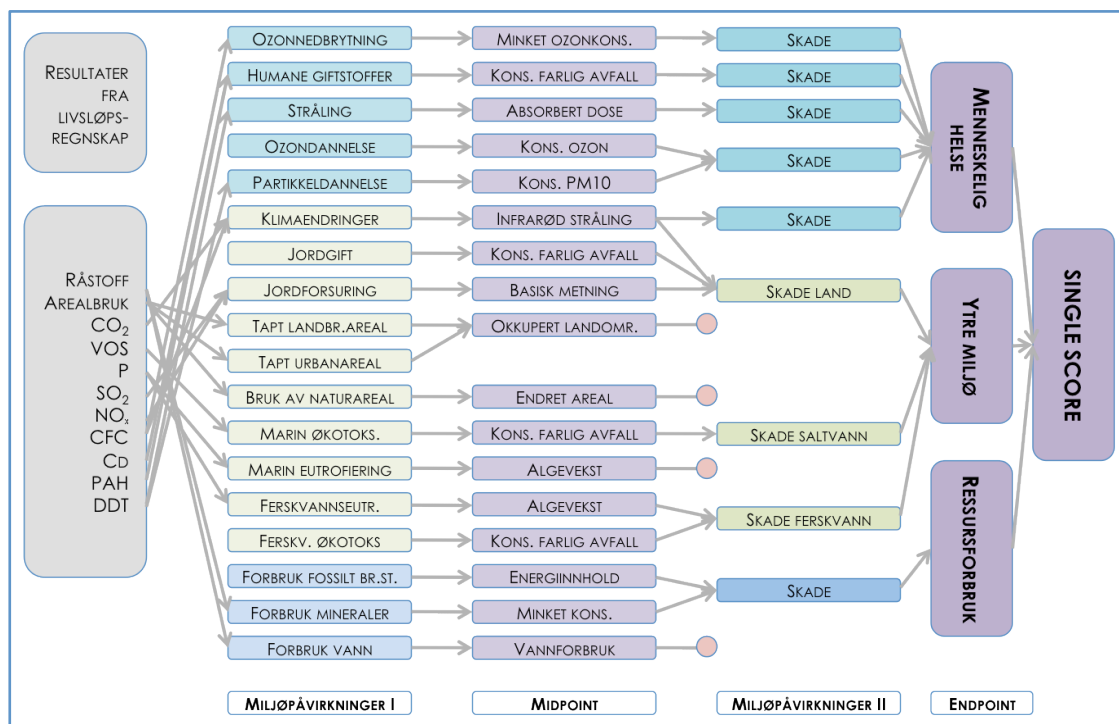 RESULTATER
FRA
LIVSLØPS-
REGNSKAP
RÅSTOFF
AREALBRUK
CO₂
VOS
P
SO₂
NOₓ
CFC
CD
PAH
DDT
OZONNEDBRYTNING
HUMANE GIFTSTOFFER
STRÅLING
OZONDANNELSE
PARTIKKELDANNELSE
KLIMAENDRINGER
JORDGIFT
JORDFORSURING
TAPT LANDBR.AREAL
TAPT URBANAREAL
BRUK AV NATURAREAL
MARIN ØKOTOKS.
MARIN EUTROFIERING
FERSKVANNSEUTR.
FERSKV. ØKOTOKS
FORBRUK FOSSILT BR.ST.
FORBRUK MINERALER
FORBRUK VANN
MILJØPÅVIRKNINGER I
MINKET OZONKONS.
KONS. FARLIG AVFALL
ABSORBERT DOSE
KONS. OZON
KONS. PM10
INFRARØD STRÅLING
KONS. FARLIG AVFALL
BASISK METNING
OKKUPERT LANDOMR.
ENDRET AREAL
KONS. FARLIG AVFALL
ALGEVEKST
ALGEVEKST
KONS. FARLIG AVFALL
ENERGIINNHOLD
MINKET KONS.
VANNFORBRUK
MIDPOINT
SKADE
SKADE
SKADE
SKADE
SKADE
SKADE LAND
SKADE SALTVANN
SKADE FERSKVANN
SKADE
MILJØPÅVIRKNINGER II
MENNESKELIG
HELSE
YTRE MILJØ
RESSURSFORBRUK
ENDPOINT
SINGLE SCORE